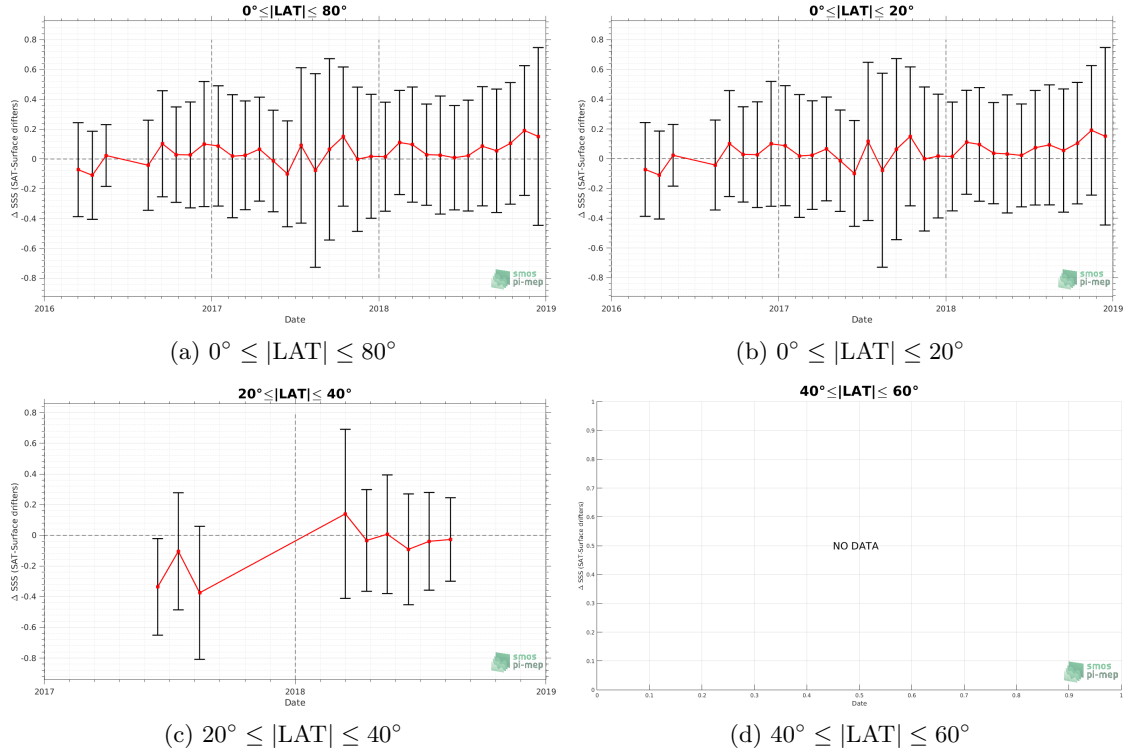 0°≤|LAT|≤ 80°
0.8
0.6
0.4
0.2
0
-0.2
-0.4
-0.6
-0.8
Δ SSS (SAT-Surface drifters)
2016
2017
2018
2019
Date
smos
pi-mep
(a) 0° ≤ |LAT| ≤ 80°
0°≤|LAT|≤ 20°
0.8
0.6
0.4
0.2
0
-0.2
-0.4
-0.6
-0.8
Δ SSS (SAT-Surface drifters)
2016
2017
2018
2019
Date
smos
pi-mep
(b) 0° ≤ |LAT| ≤ 20°
20°≤|LAT|≤ 40°
0.8
0.6
0.4
0.2
0
-0.2
-0.4
-0.6
-0.8
Δ SSS (SAT-Surface drifters)
2017
2018
2019
Date
smos
pi-mep
(c) 20° ≤ |LAT| ≤ 40°
40°≤|LAT|≤ 60°
1
0.9
0.8
0.7
0.6
0.5
0.4
0.3
0.2
0.1
0
Δ SSS (SAT-Surface drifters)
NO DATA
0
0.1
0.2
0.3
0.4
0.5
0.6
0.7
0.8
0.9
1
Date
smos
pi-mep
(d) 40° ≤ |LAT| ≤ 60°